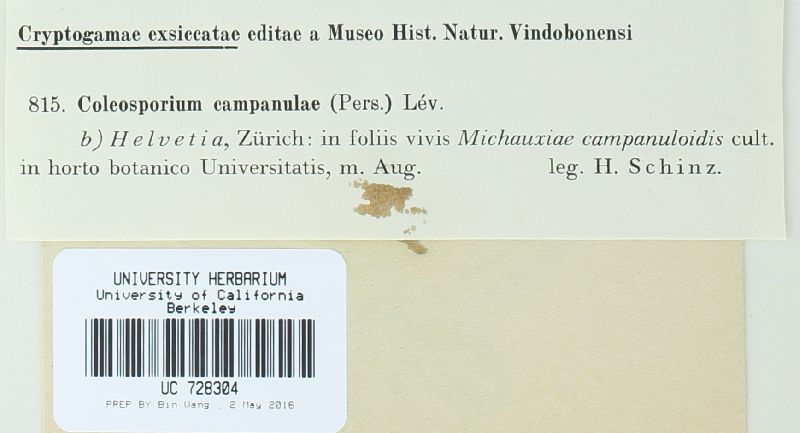 Cryptogamae exsiccatae editae a Museo Hist. Natur. Vindobonensi
815. Coleosporium campanulae (Pers.) Lév.
b) Helvetia, Zürich: in foliis vivis Michauxiae campanuloidis cult.
in horto botanico Universitatis, m. Aug. leg. H. Schinz.
UNIVERSITY HERBARIUM
University of California
Berkeley
UC 728304
PREP BY Bin Wang , 2 May 2016